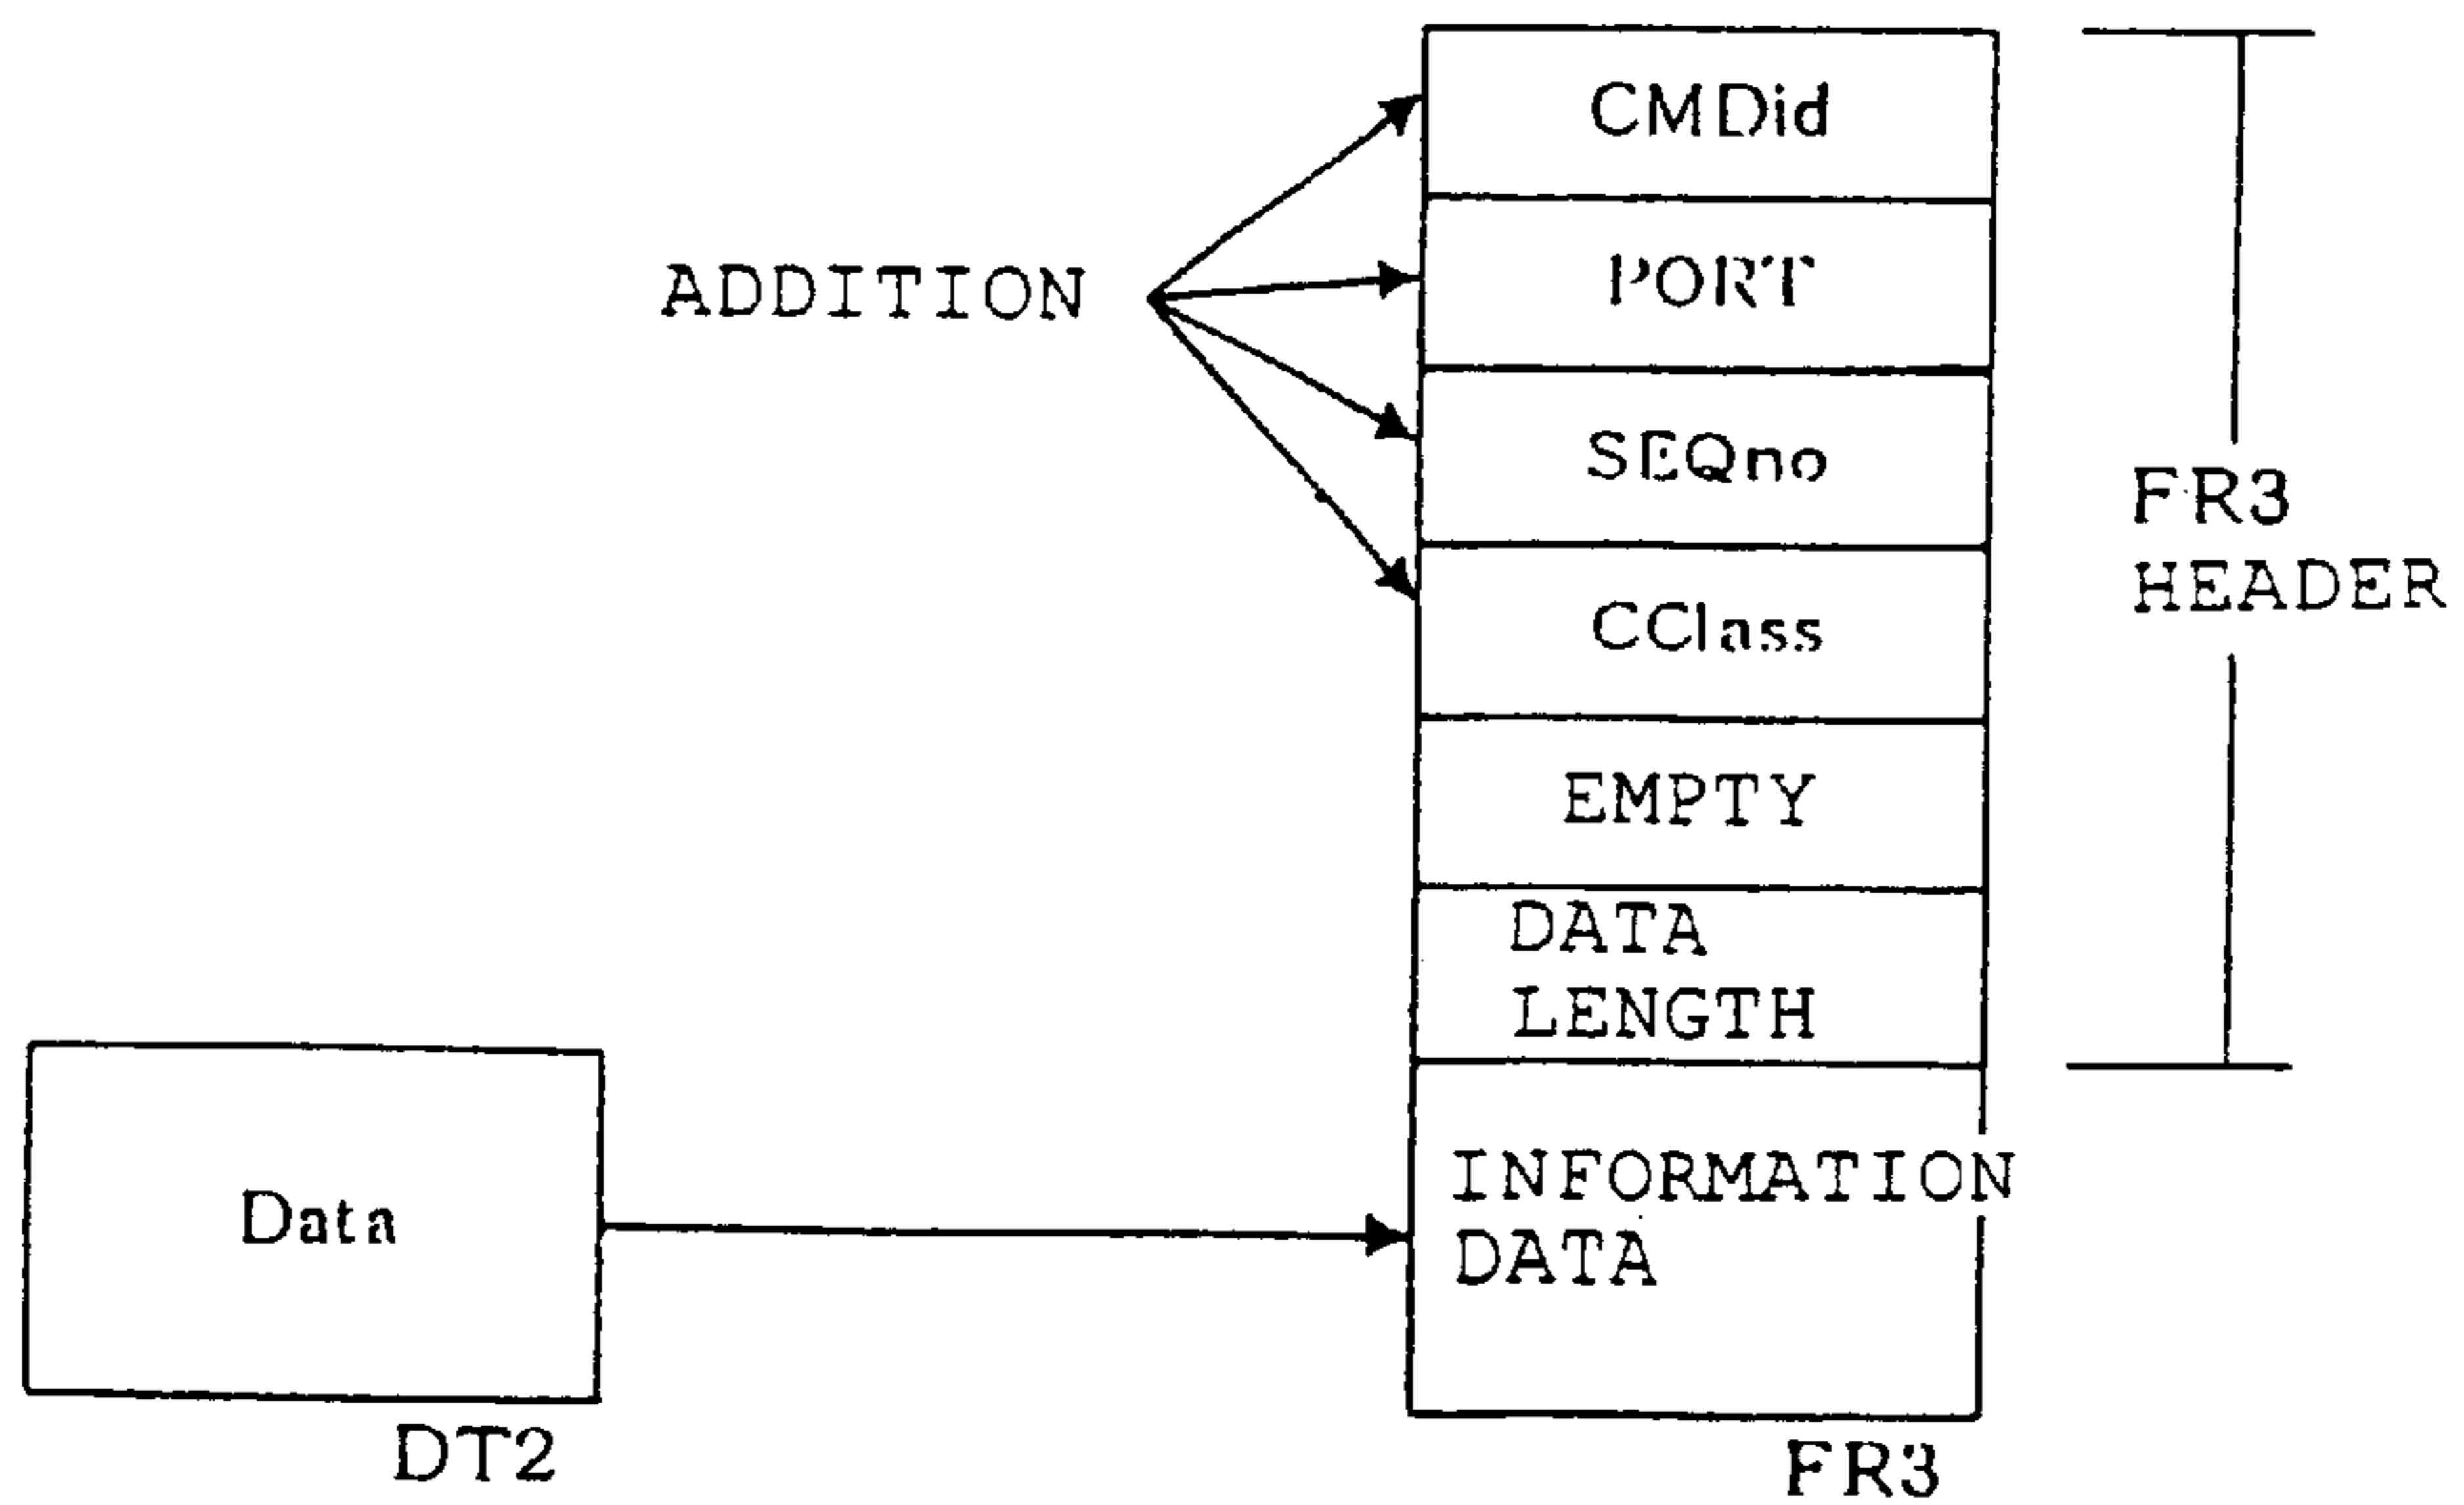 CMDid
ADDITION
PORT
SEQno
FR3
HEADER
CClass
EMPTY
DATA
LENGTH
INFORMATION
DATA
Data
DT2
FR3